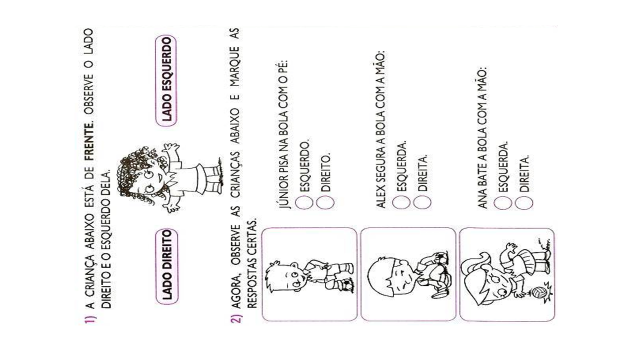 1) A CRIANÇA ABAIXO ESTÁ DE FRENTE. OBSERVE O LADO
DIREITO E O ESQUERDO DELA.
LADO DIREITO
LADO ESQUERDO
2) AGORA, OBSERVE AS CRIANÇAS ABAIXO E MARQUE AS
RESPOSTAS CERTAS.
JÚNIOR PISA NA BOLA COM O PÉ:
ESQUERDO.
DIREITO.
ALEX SEGURA A BOLA COM A MÃO:
ESQUERDA.
DIREITA.
ANA BATE A BOLA COM A MÃO:
ESQUERDA.
DIREITA.